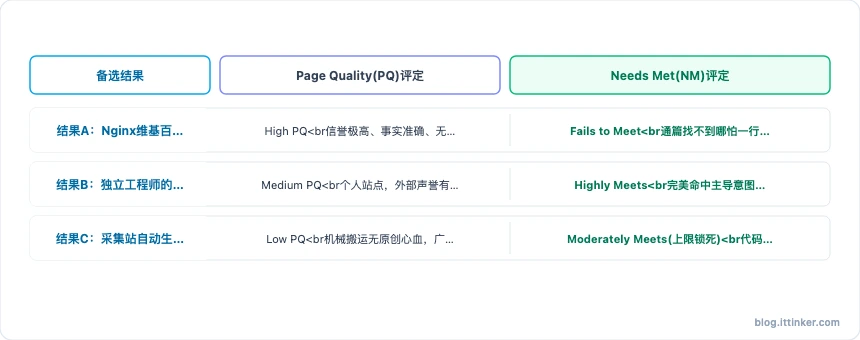 备选结果 Page Quality(PQ)评定 Needs Met(NM)评定
结果A：Nginx维基百... High PQ<br信誉极高、事实准确、无... Fails to Meet<br通篇找不到哪怕一行...
结果B：独立工程师的... Medium PQ<br个人站点，外部声誉有... Highly Meets<br完美命中主导意图...
结果C：采集站自动生... Low PQ<br机械搬运无原创心血，广... Moderately Meets(上限锁死)<br代码...
blog.ittinker.com